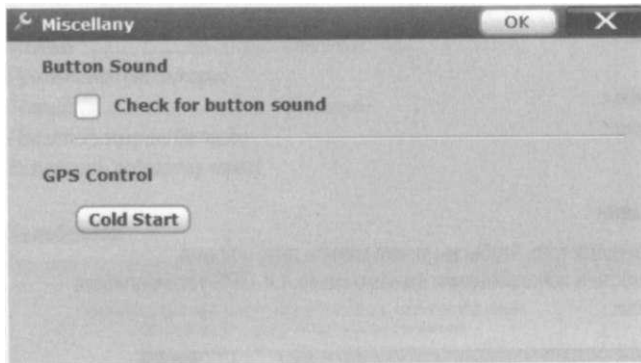 Miscellany
OK
Button Sound
Check for button sound
GPS Control
Cold Start